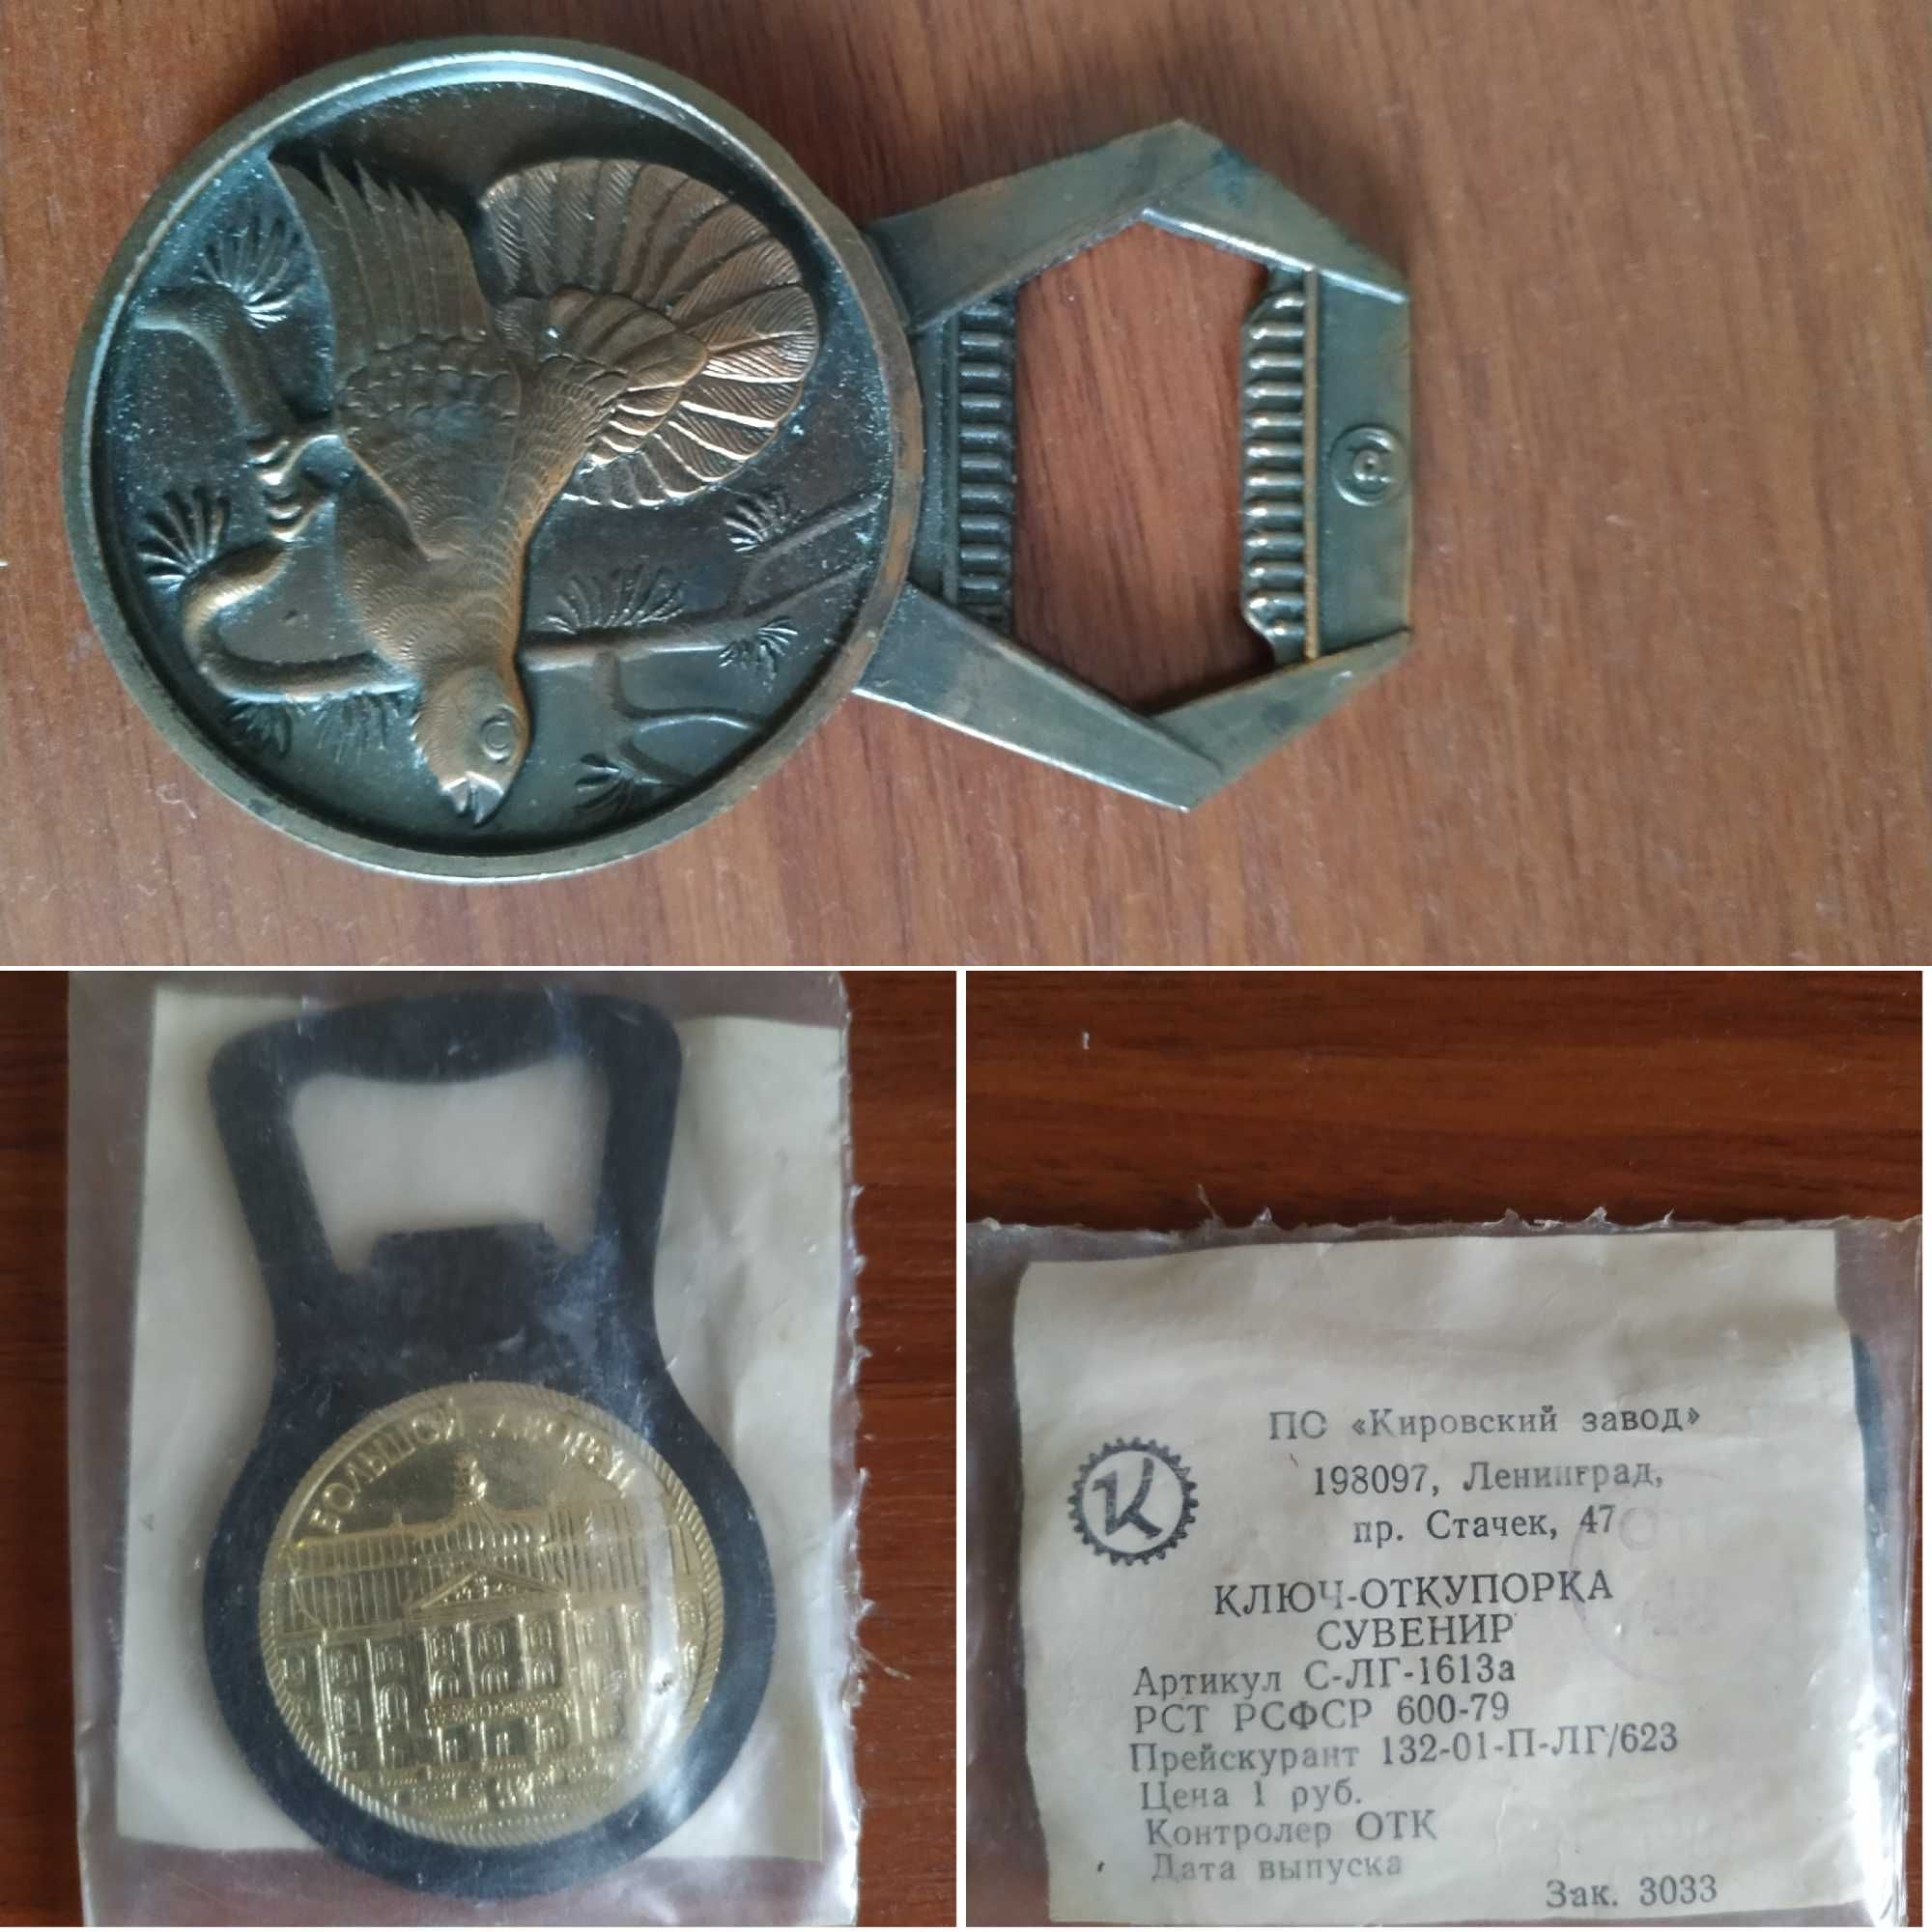 БОЛЬШОЙ ДВОРЕЦ
ПО «Кировский завод»
К
198097, Ленинград,
пр. Стачек, 47
КЛЮЧ-ОТКУПОРКА
СУВЕНИР
Артикул С-ЛГ-1613а
РСТ РСФСР 600-79
Прейскурант 132-01-П-ЛГ/623
Цена 1 руб.
Контролер ОТК
Дата выпуска
Зак. 3033